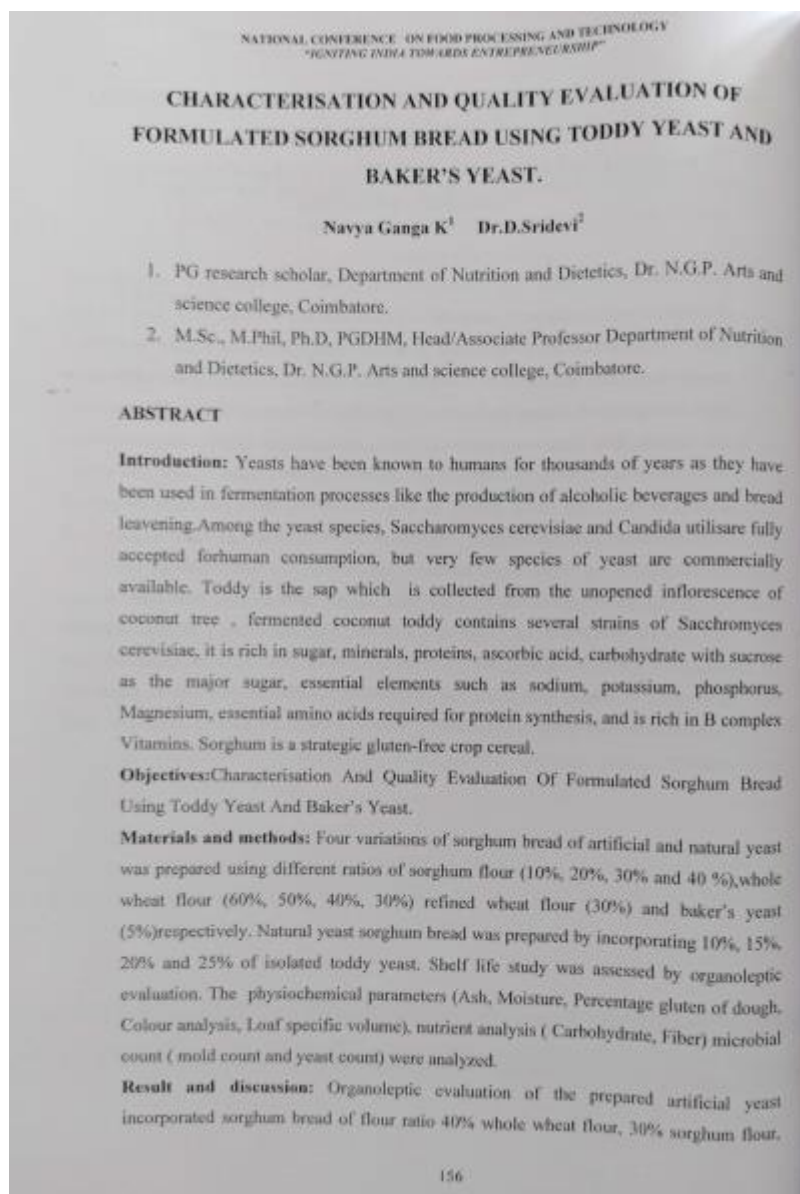 NATIONAL CONFERENCE ON FOOD PROCESSING AND TECHNOLOGY
"IGNITING INDIA TOWARDS ENTREPRENEURSHIP"
CHARACTERISATION AND QUALITY EVALUATION OF
FORMULATED SORGHUM BREAD USING TODDY YEAST AND
BAKER'S YEAST.
Navya Ganga K1 Dr.D.Sridevi2
1. PG research scholar, Department of Nutrition and Dietetics, Dr. N.G.P. Arts and
science college, Coimbatore.
2. M.Sc., M.Phil, Ph.D, PGDHM, Head/Associate Professor Department of Nutrition
and Dietetics, Dr. N.G.P. Arts and science college, Coimbatore.
ABSTRACT
Introduction: Yeasts have been known to humans for thousands of years as they have
been used in fermentation processes like the production of alcoholic beverages and bread
leavening.Among the yeast species, Saccharomyces cerevisiae and Candida utilisare fully
accepted forhuman consumption, but very few species of yeast are commercially
available. Toddy is the sap which is collected from the unopened inflorescence of
coconut tree , fermented coconut toddy contains several strains of Sacchromyces
cerevisiae, it is rich in sugar, minerals, proteins, ascorbic acid, carbohydrate with sucrose
as the major sugar, essential elements such as sodium, potassium, phosphorus,
Magnesium, essential amino acids required for protein synthesis, and is rich in B complex
Vitamins. Sorghum is a strategic gluten-free crop cereal.
Objectives:Characterisation And Quality Evaluation Of Formulated Sorghum Bread
Using Toddy Yeast And Baker's Yeast.
Materials and methods: Four variations of sorghum bread of artificial and natural yeast
was prepared using different ratios of sorghum flour (10%, 20%, 30% and 40 %),whole
wheat flour (60%, 50%, 40%, 30%) refined wheat flour (30%) and baker's yeast
(5%)respectively. Natural yeast sorghum bread was prepared by incorporating 10%, 15%,
20% and 25% of isolated toddy yeast. Shelf life study was assessed by organoleptic
evaluation. The physiochemical parameters (Ash, Moisture, Percentage gluten of dough,
Colour analysis, Loaf specific volume), nutrient analysis ( Carbohydrate, Fiber) microbial
count ( mold count and yeast count) were analyzed.
Result and discussion: Organoleptic evaluation of the prepared artificial yeast
incorporated sorghum bread of flour ratio 40% whole wheat flour, 30% sorghum flour,
156